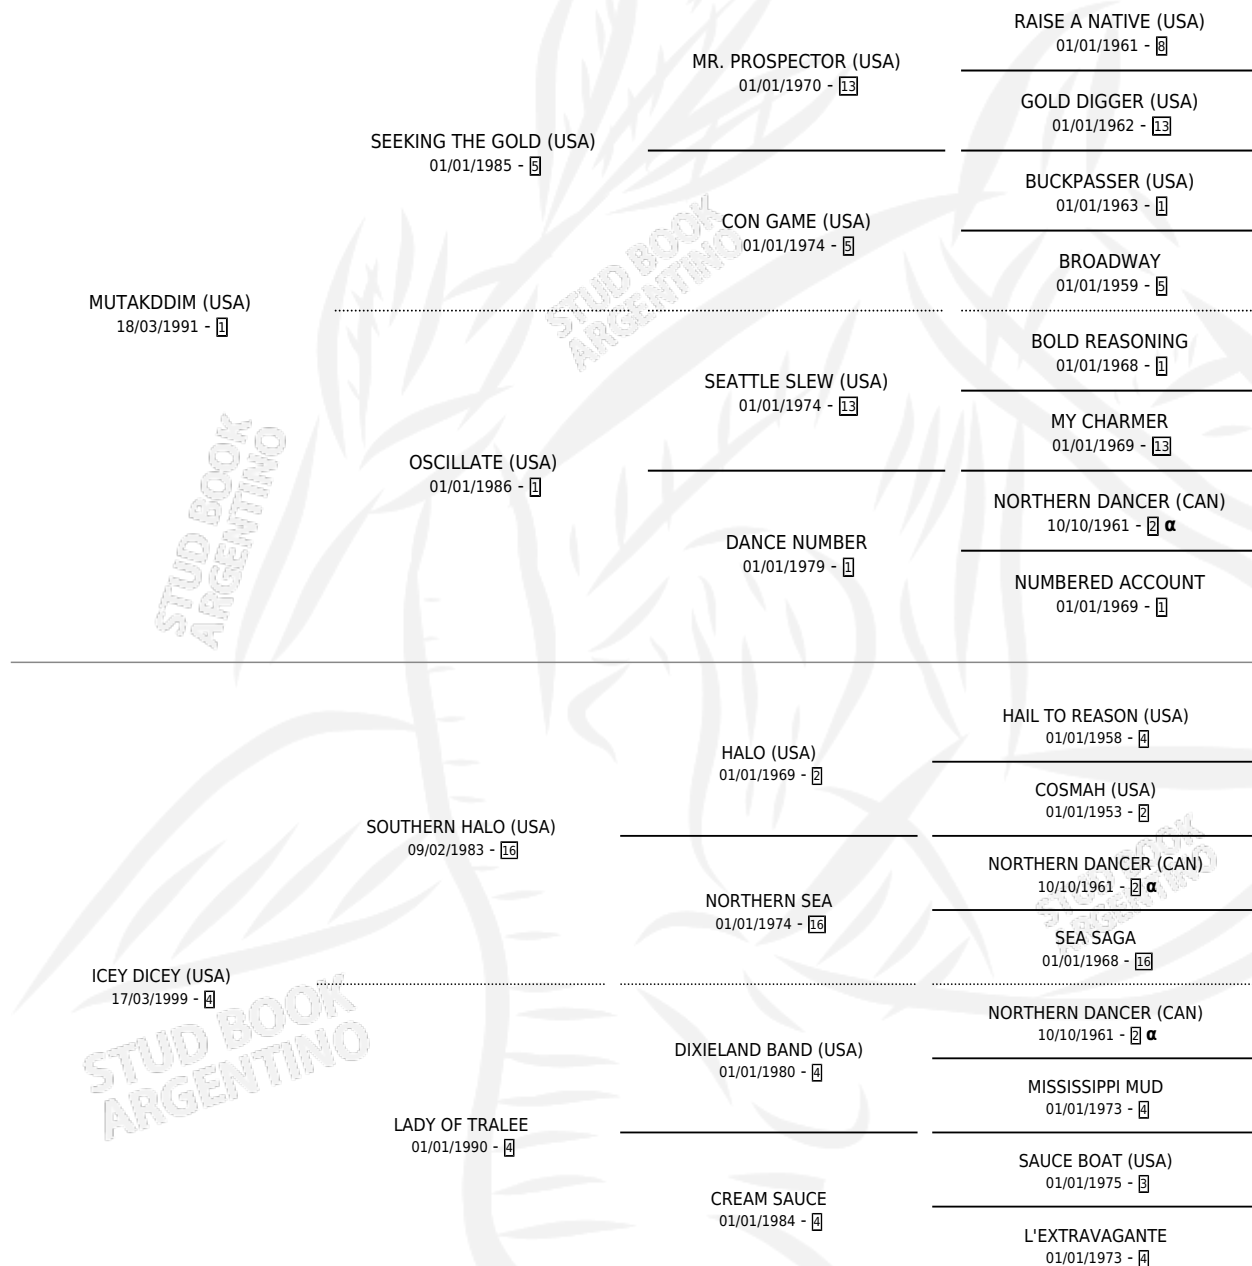 RAISE A NATIVE (USA)
01/01/1961 - 8
MR. PROSPECTOR (USA)
01/01/1970 - 13
GOLD DIGGER (USA)
01/01/1962 - 13
SEEKING THE GOLD (USA)
01/01/1985 - 5
BUCKPASSER (USA)
01/01/1963 - 1
CON GAME (USA)
01/01/1974 - 5
BROADWAY
01/01/1959 - 5
MUTAKDDIM (USA)
18/03/1991 - 1
BOLD REASONING
01/01/1968 - 1
SEATTLE SLEW (USA)
01/01/1974 - 13
MY CHARMER
01/01/1969 - 13
OSCILLATE (USA)
01/01/1986 - 1
NORTHERN DANCER (CAN)
10/10/1961 - 2 α
DANCE NUMBER
01/01/1979 - 1
NUMBERED ACCOUNT
01/01/1969 - 1
HAIL TO REASON (USA)
01/01/1958 - 4
HALO (USA)
01/01/1969 - 2
COSMAH (USA)
01/01/1953 - 2
SOUTHERN HALO (USA)
09/02/1983 - 16
NORTHERN DANCER (CAN)
10/10/1961 - 2 α
NORTHERN SEA
01/01/1974 - 16
SEA SAGA
01/01/1968 - 16
ICEY DICEY (USA)
17/03/1999 - 4
NORTHERN DANCER (CAN)
10/10/1961 - 2 α
DIXIELAND BAND (USA)
01/01/1980 - 4
MISSISSIPPI MUD
01/01/1973 - 4
LADY OF TRALEE
01/01/1990 - 4
SAUCE BOAT (USA)
01/01/1975 - 3
CREAM SAUCE
01/01/1984 - 4
L'EXTRAVAGANTE
01/01/1973 - 4
STUD BOOK
ARGENTINO
STUD BOOK
ARGENTINO
STUD BOOK
ARGENTINO
STUD BOOK
ARGENTINO